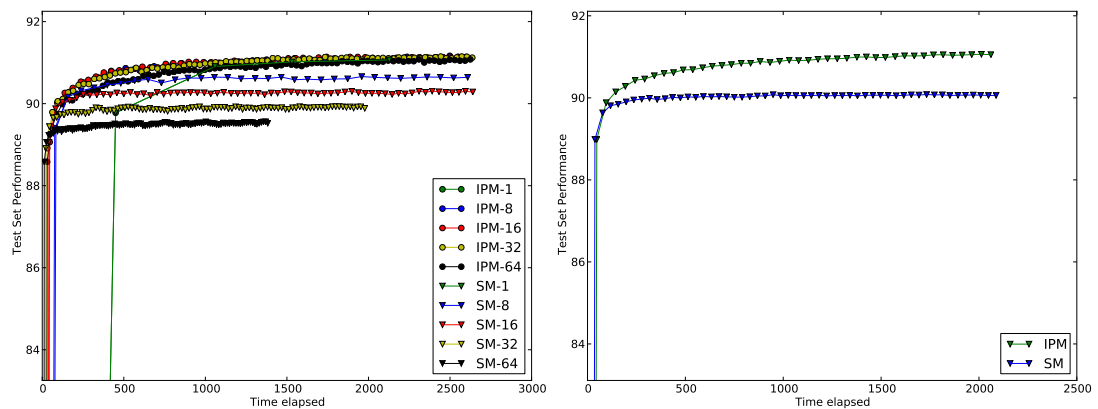 92
90
88
86
84
Test Set Performance
0
500
1000
1500
2000
2500
3000
Time elapsed
IPM-1
IPM-8
IPM-16
IPM-32
IPM-64
SM-1
SM-8
SM-16
SM-32
SM-64
92
90
88
86
84
Test Set Performance
0
500
1000
1500
2000
2500
Time elapsed
IPM
SM